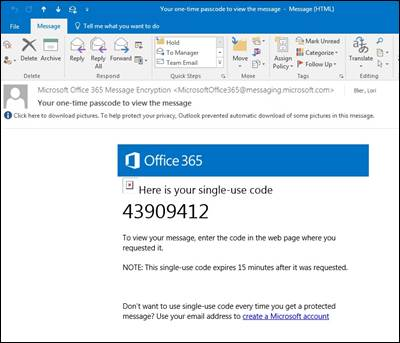 Your one-time passcode to view the message - Message (HTML)
File Message Tell me what you want to do
Ignore
Junk
Delete
Archive
Reply
Reply All
Forward
Hold
To Manager
Team Email
Move
Assign Policy
Mark Unread
Categorize
Follow Up
Translate
Zoom
Delete Respond Quick Steps Move Tags Editing Zoom
Microsoft Office 365 Message Encryption <MicrosoftOffice365@messaging.microsoft.com> Blier, Lori
Your one-time passcode to view the message
Click here to download pictures. To help protect your privacy, Outlook prevented automatic download of some pictures in this message.
Office 365
Here is your single-use code
43909412
To view your message, enter the code in the web page where you
requested it.
NOTE: This single-use code expires 15 minutes after it was requested.
Don't want to use single-use code every time you get a protected
message? Use your email address to create a Microsoft account